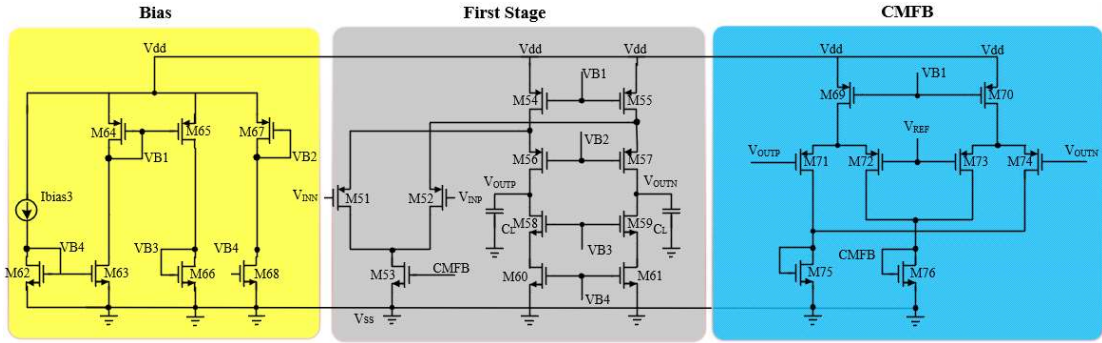 Bias
First Stage
CMFB
Vdd
Vdd
Vdd
Vdd
Vdd
VB1
VB1
M54
M55
M69
M70
M64
M65
M67
VB1
VB2
VB2
VREF
M56
M57
VOUTP
M71
M72
M73
M74
VOUTN
Ibias3
VINN
M51
M52
VINP
VOUTP
VOUTN
CL
M58
M59
CL
VB4
VB3
VB4
VB3
CMFB
M62
M63
M66
M68
M53
CMFB
M60
M61
M75
M76
VB4
Vss